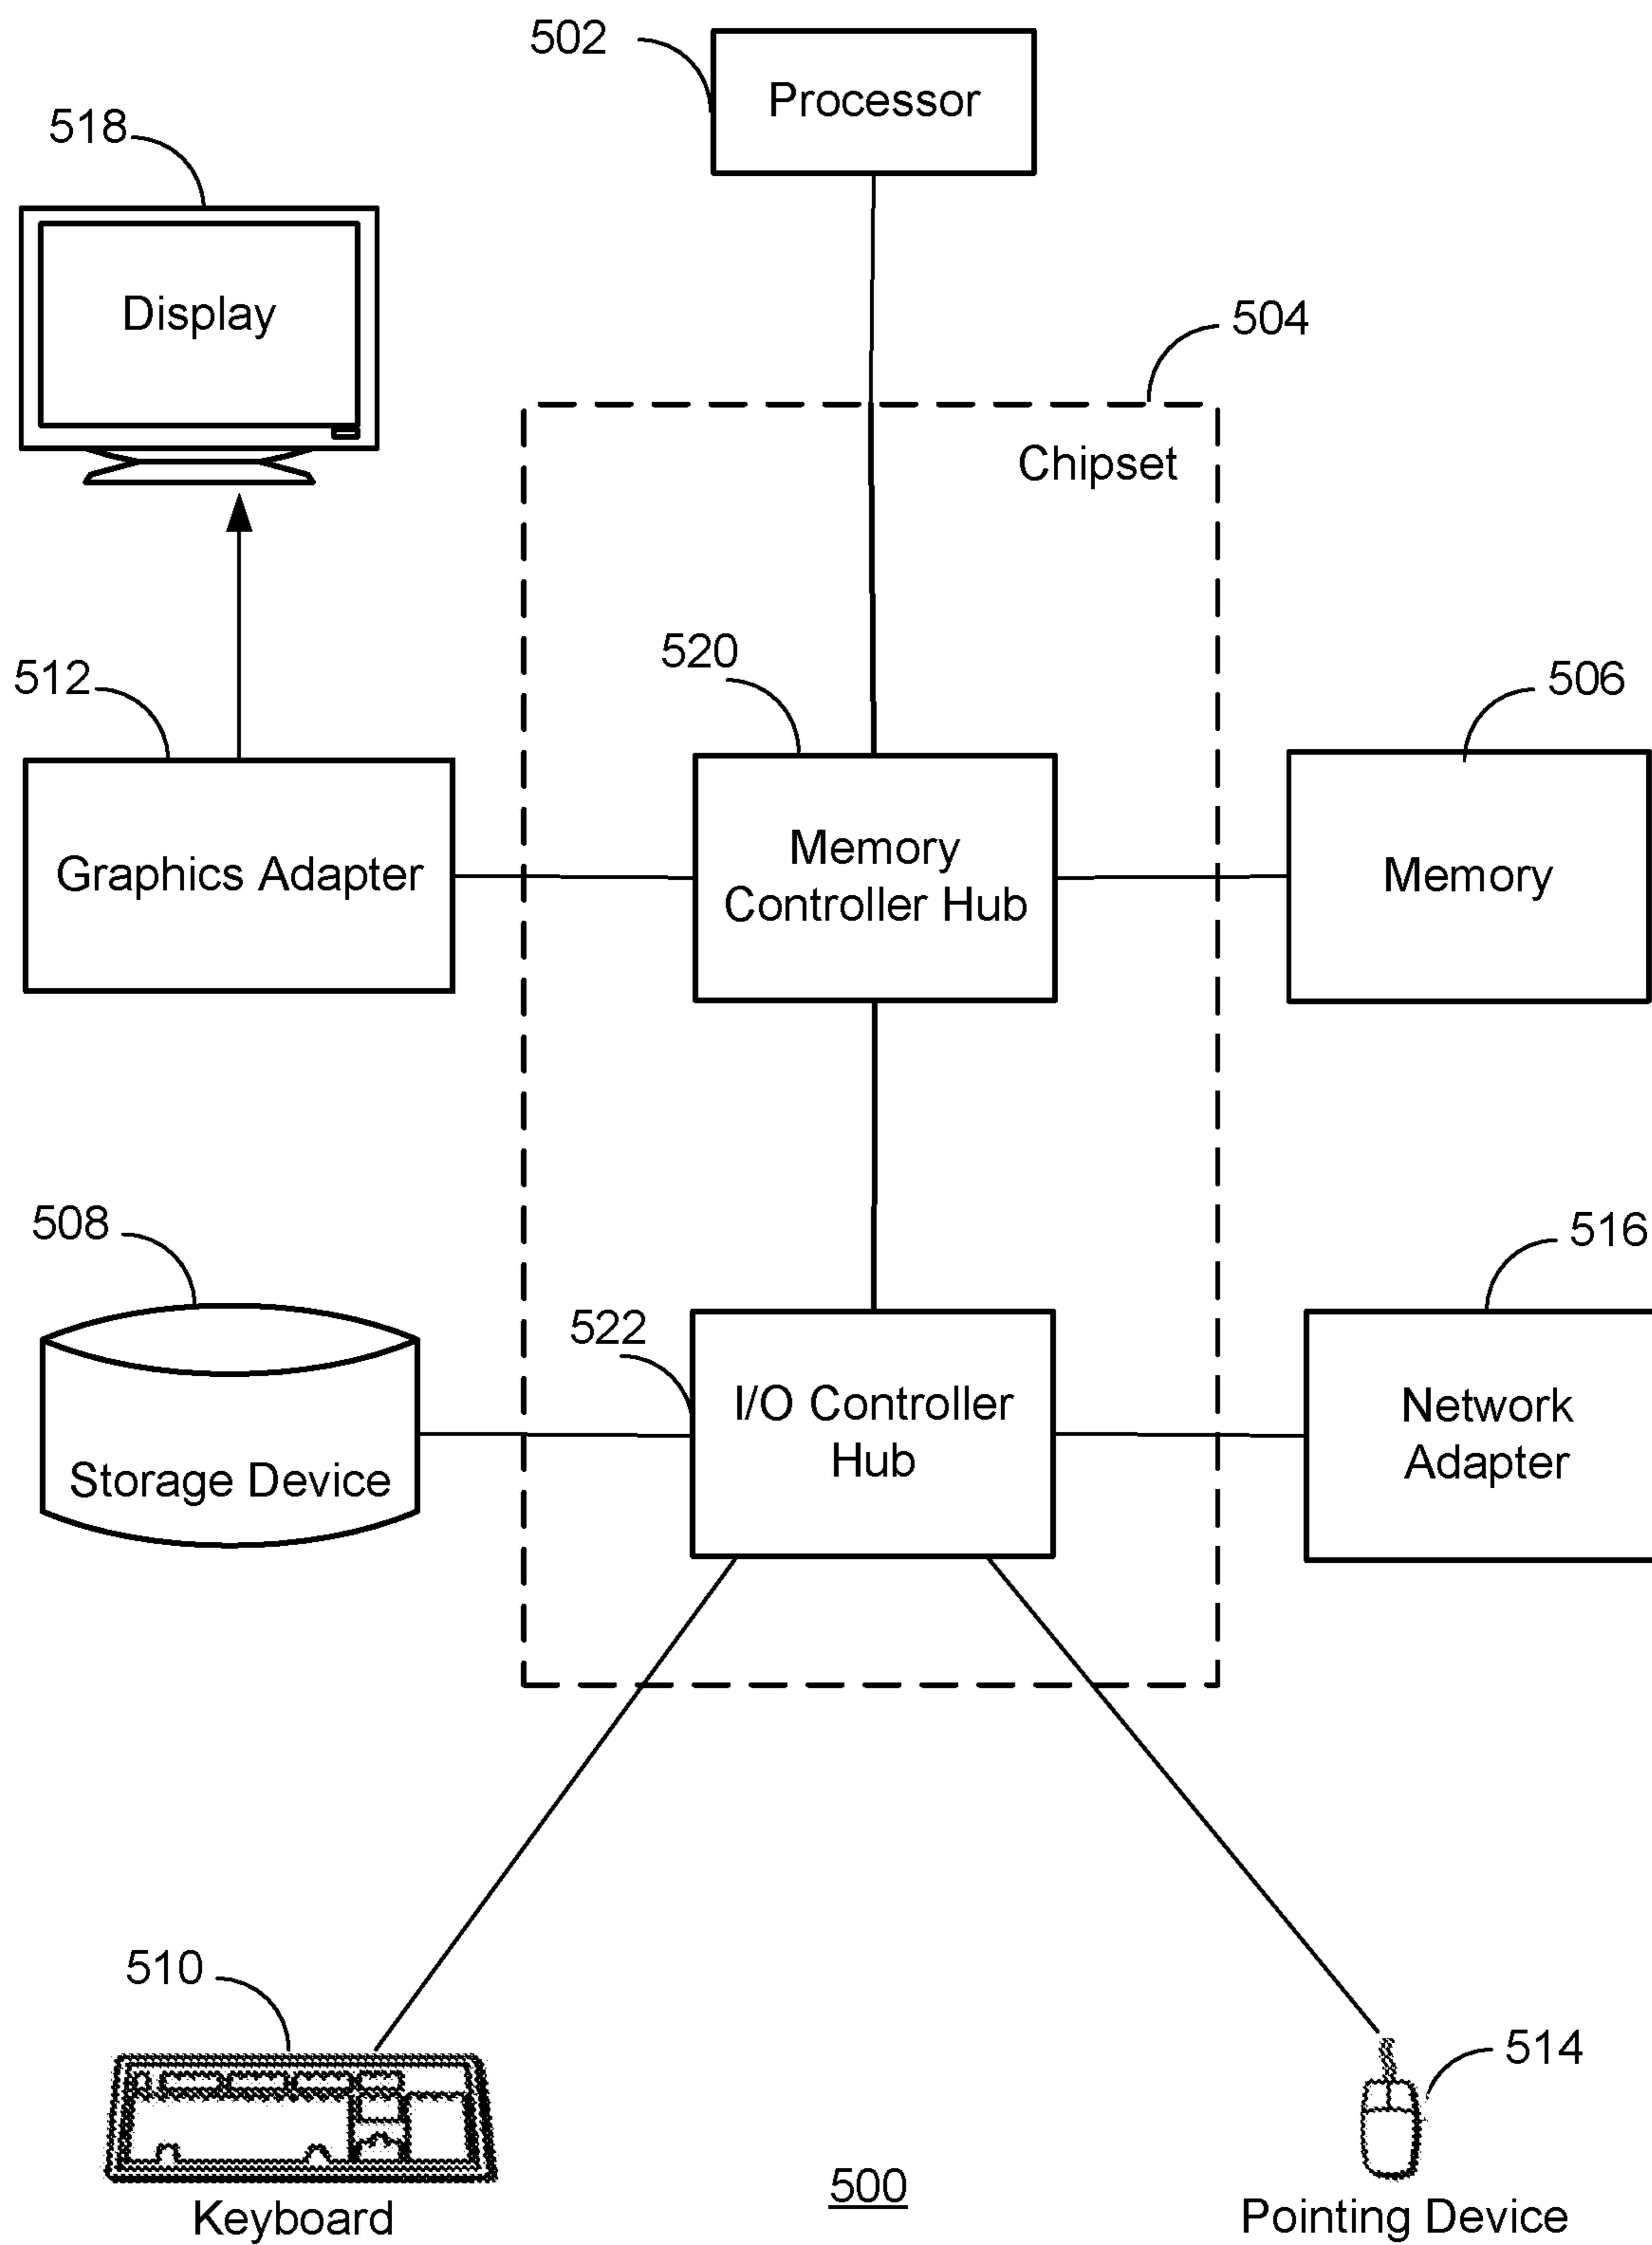 502
Processor
518
Display
504
Chipset
520
512
506
Memory
Controller Hub
Graphics Adapter
Memory
508
516
522
I/O Controller
Hub
Network
Adapter
Storage Device
510
514
500
Keyboard
Pointing Device